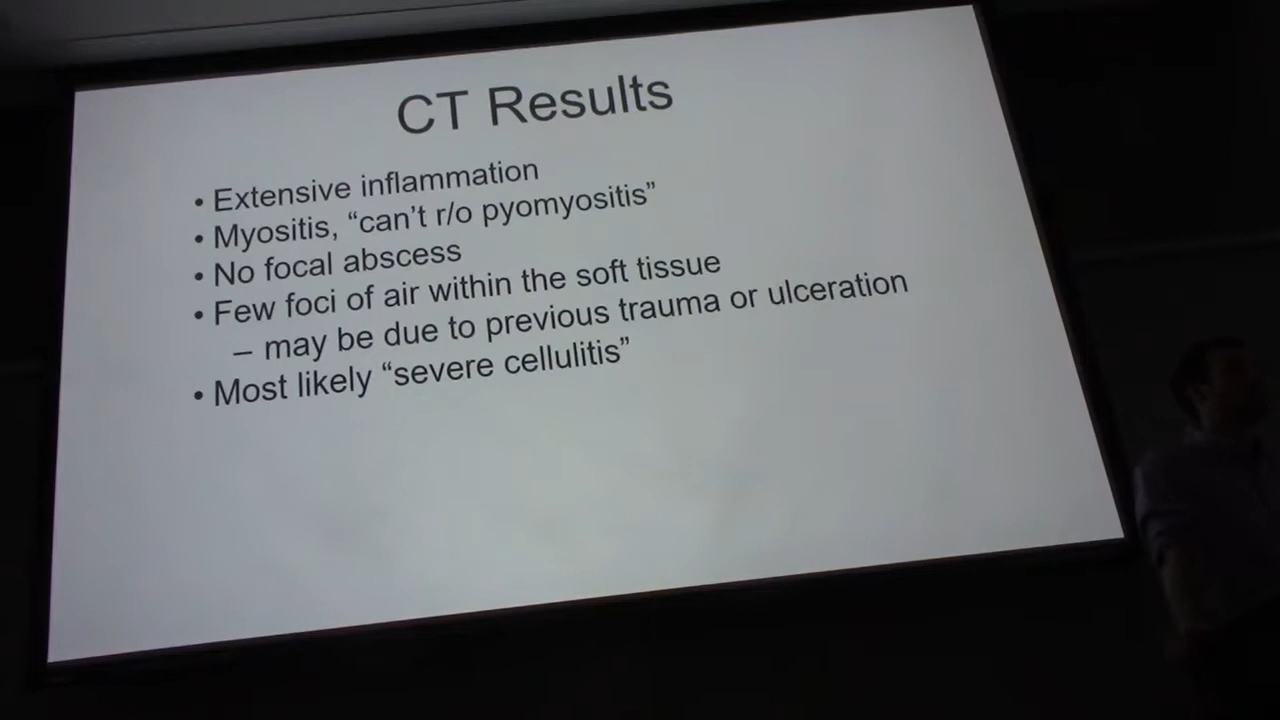 CT Results
• Extensive inflammation
• Myositis, “can’t r/o pyomyositis”
• No focal abscess
• Few foci of air within the soft tissue
– may be due to previous trauma or ulceration
• Most likely “severe cellulitis”